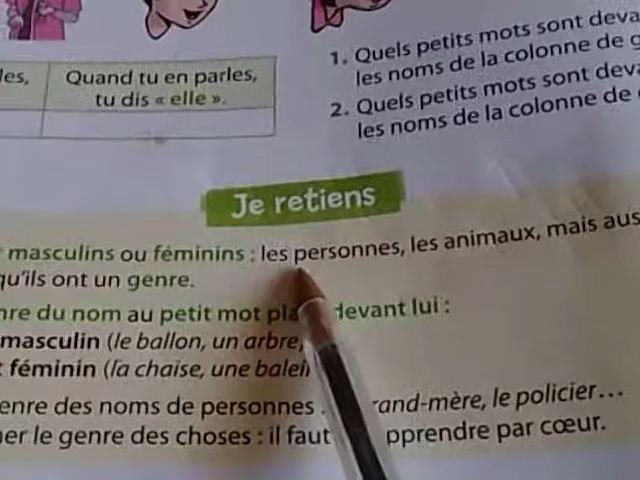 les, Quand tu en parles,
tu dis « elle ».
1. Quels petits mots sont deva
les noms de la colonne de g
2. Quels petits mots sont deva
les noms de la colonne de
Je retiens
masculins ou féminins : les personnes, les animaux, mais aus
qu'ils ont un genre.
nre du nom au petit mot pla devant lui :
masculin (le ballon, un arbre,
féminin (la chaise, une balei
enre des noms de personnes : rand-mère, le policier...
er le genre des choses : il faut pprendre par cœur.